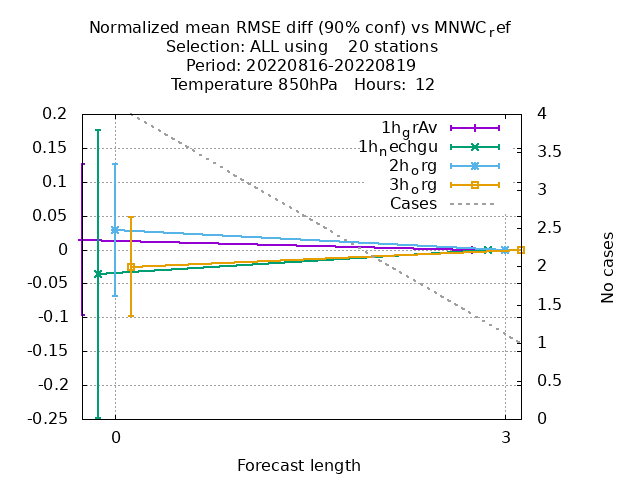 Normalized mean RMSE diff (90% conf) vs MNWC_ref
Selection: ALL using    20 stations
Period: 20220816-20220819
Temperature 850hPa   Hours:  12
0.2
0.15
0.1
0.05
0
-0.05
-0.1
-0.15
-0.2
-0.25
4
3.5
3
2.5
2
1.5
1
0.5
0
1h_grAv
1h_nechgu
2h_org
3h_org
Cases
No cases
0
3
Forecast length